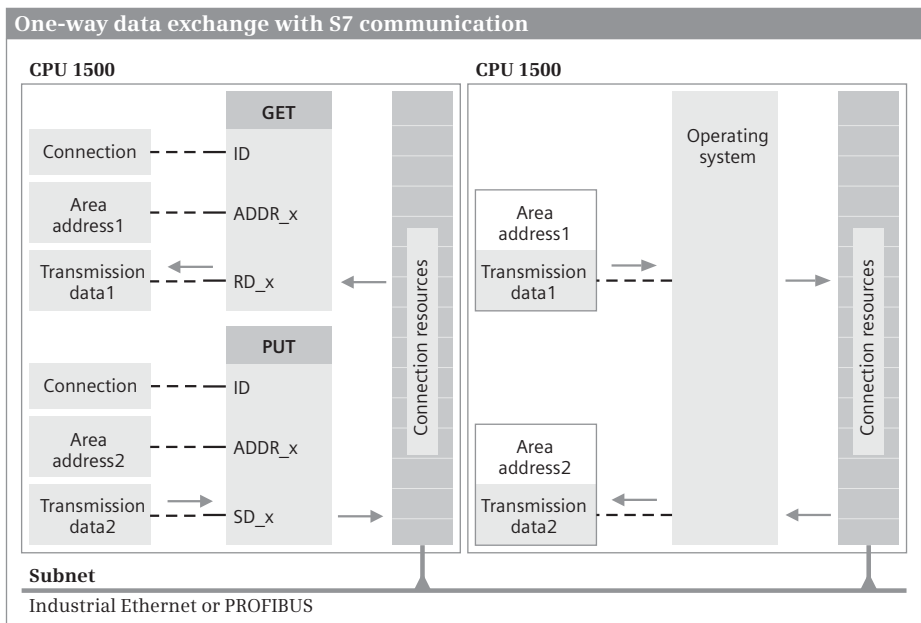 One-way data exchange with S7 communication
CPU 1500
GET
Connection
ID
Area
address1
ADDR_x
Transmission
data1
RD_x
PUT
Connection
ID
Area
address2
ADDR_x
Transmission
data2
SD_x
Connection resources
CPU 1500
Operating
system
Area
address1
Transmission
data1
Area
address2
Transmission
data2
Connection resources
Subnet
Industrial Ethernet or PROFIBUS